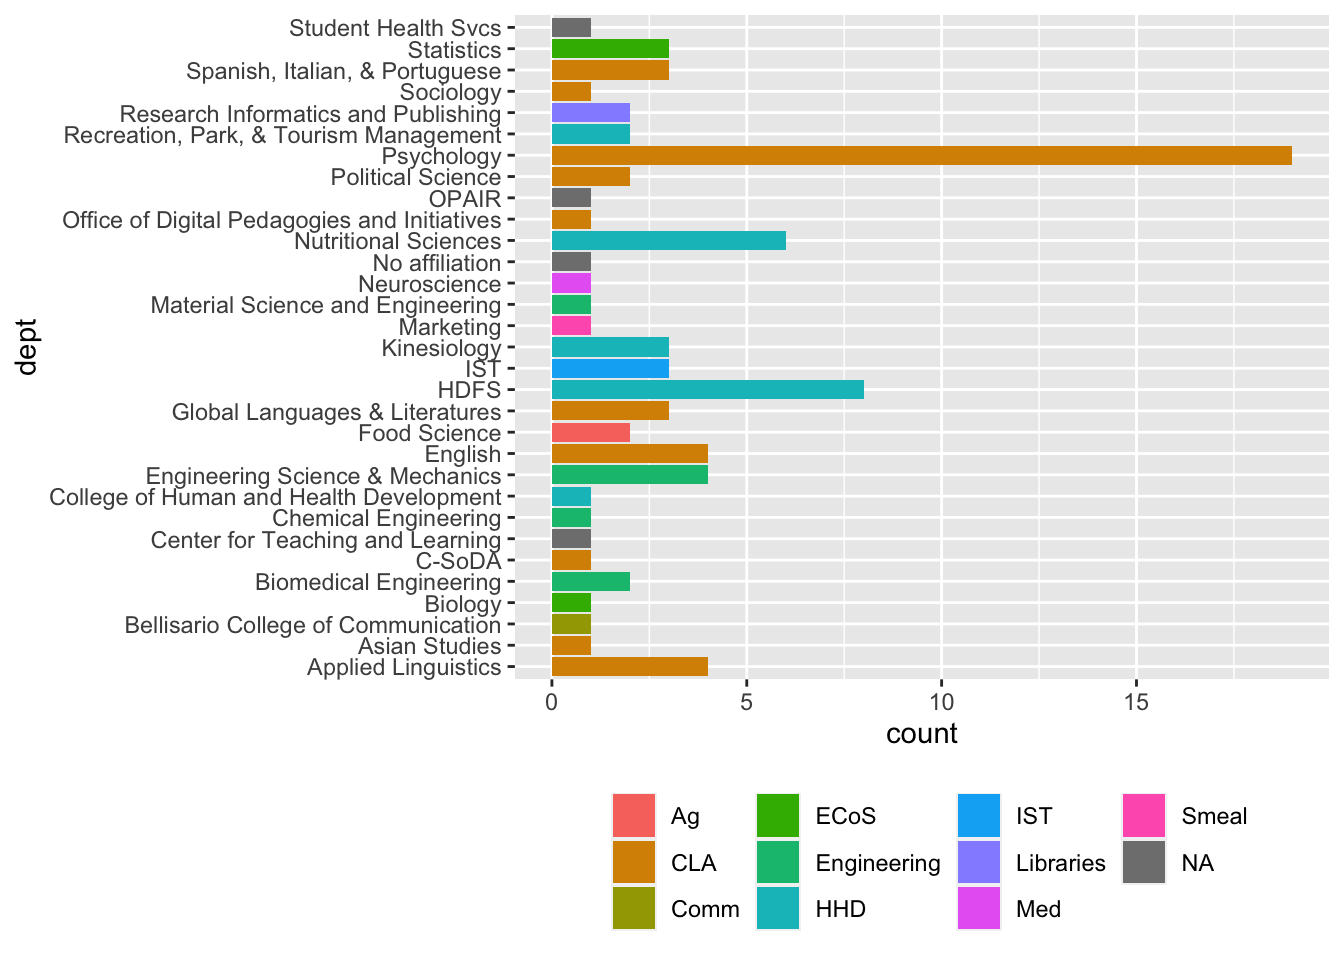 Student Health Svcs
Statistics
Spanish, Italian, & Portuguese
Sociology
Research Informatics and Publishing
Recreation, Park, & Tourism Management
Psychology
Political Science
OPAIR
Office of Digital Pedagogies and Initiatives
Nutritional Sciences
No affiliation
Neuroscience
Material Science and Engineering
Marketing
Kinesiology
IST
HDFS
Global Languages & Literatures
Food Science
English
Engineering Science & Mechanics
College of Human and Health Development
Chemical Engineering
Center for Teaching and Learning
C-SoDA
Biomedical Engineering
Biology
Bellisario College of Communication
Asian Studies
Applied Linguistics
dept
0 5 10 15
count
Ag ECoS IST Smeal
CLA Engineering Libraries NA
Comm HHD Med